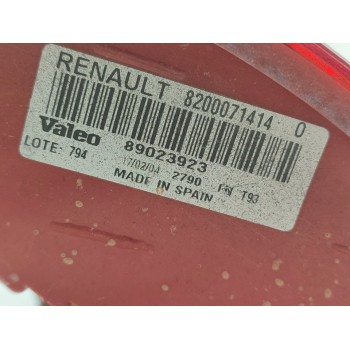 RENAULT 8200071414 0
Valeo 89023923
LOTE: 794 17/02/04 2790 FN T93
MADE IN SPAIN